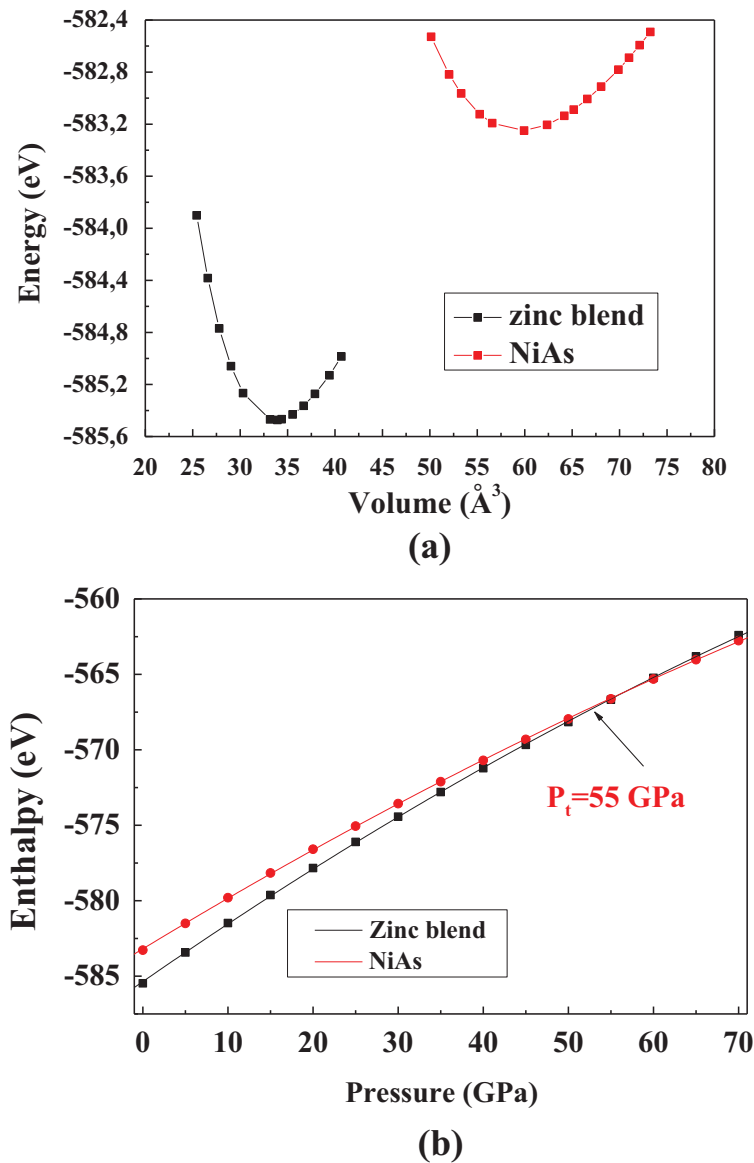 -582,4
-582,8
-583,2
-583,6
-584,0
-584,4
-584,8
-585,2
-585,6
Energy (eV)
zinc blend
NiAs
20 25 30 35 40 45 50 55 60 65 70 75 80
Volume (Å³)
(a)
-560
-565
-570
-575
-580
-585
Enthalpy (eV)
Pₜ=55 GPa
Zinc blend
NiAs
0 10 20 30 40 50 60 70
Pressure (GPa)
(b)